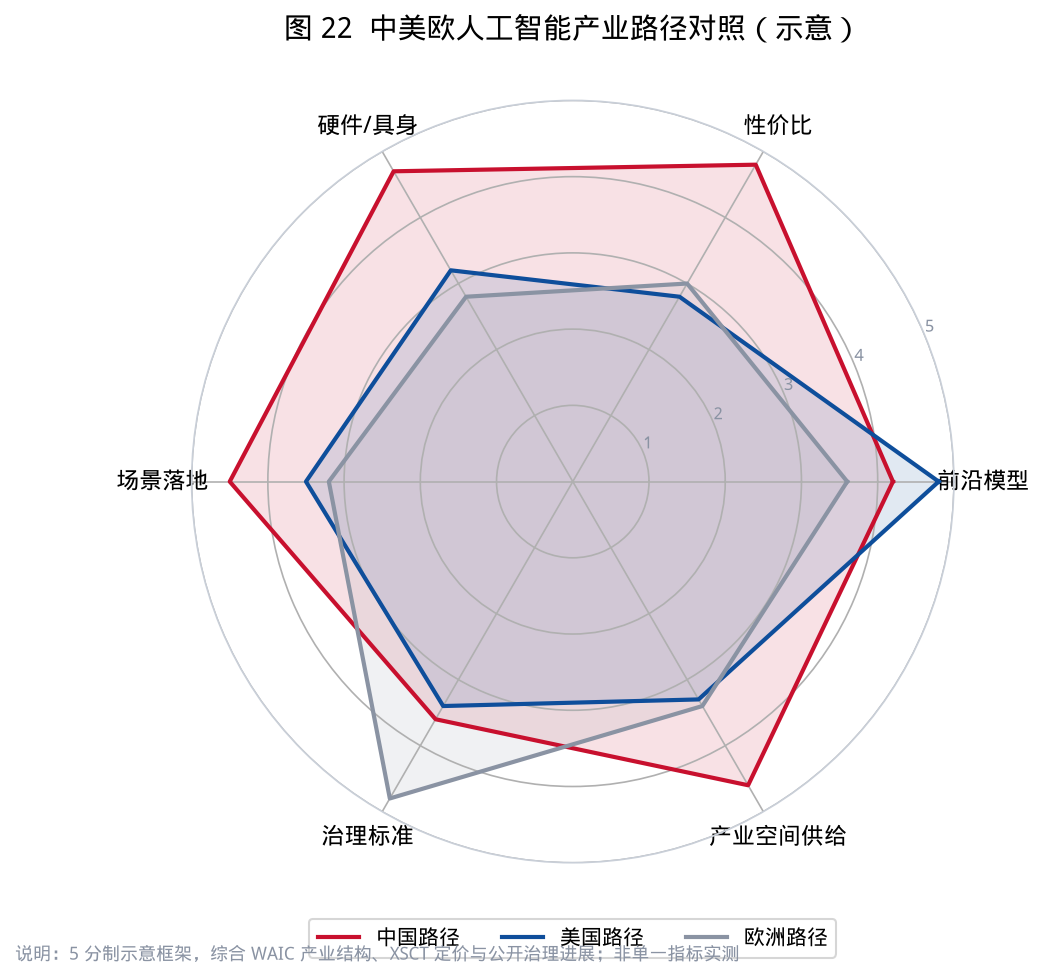 图 22 中美欧人工智能产业路径对照（示意）
硬件/具身
性价比
5
4
3
2
1
场景落地
前沿模型
治理标准
产业空间供给
中国路径
美国路径
欧洲路径
说明：5 分制示意框架，综合 WAIC 产业结构、XSCT 定价与公开治理进展；非单一指标实测